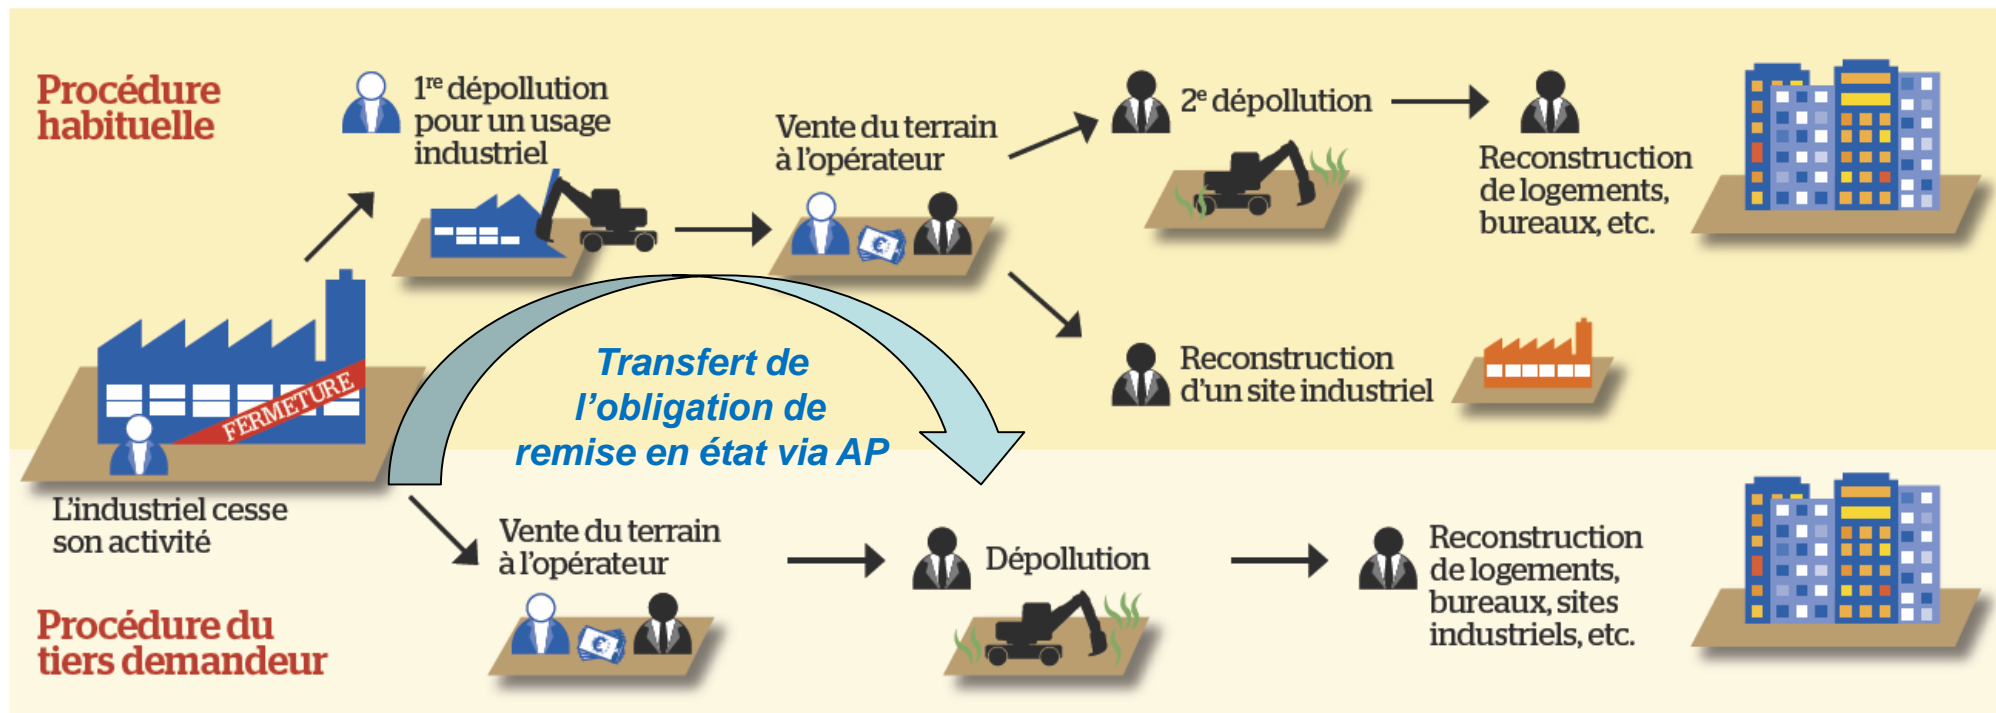 Procédure
habituelle
1re dépollution
pour un usage
industriel
Vente du terrain
à l'opérateur
2e dépollution
Reconstruction
de logements,
bureaux, etc.
Reconstruction
d'un site industriel
Transfert de
l’obligation de
remise en état via AP
FERMETURE
L'industriel cesse
son activité
Procédure du
tiers demandeur
Vente du terrain
à l'opérateur
Dépollution
Reconstruction
de logements,
bureaux, sites
industriels, etc.